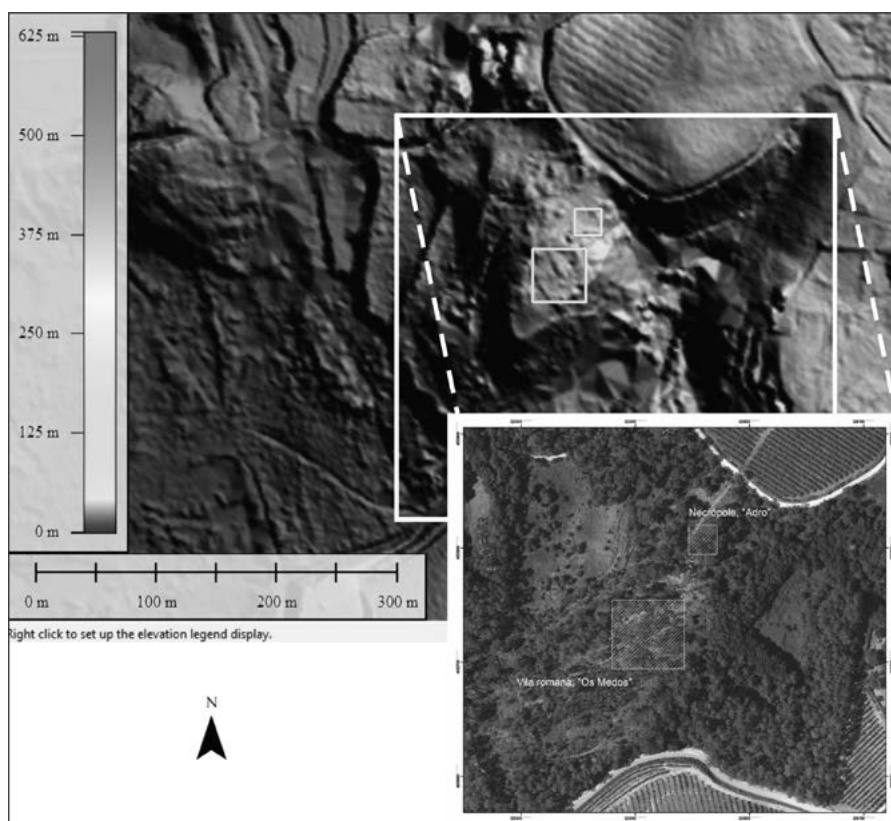 625 m
500 m
375 m
250 m
125 m
0 m
0 m 100 m 200 m 300 m
Right click to set up the elevation legend display.
N
Necrópole, "Adro"
Vila romana, "Os Medos"